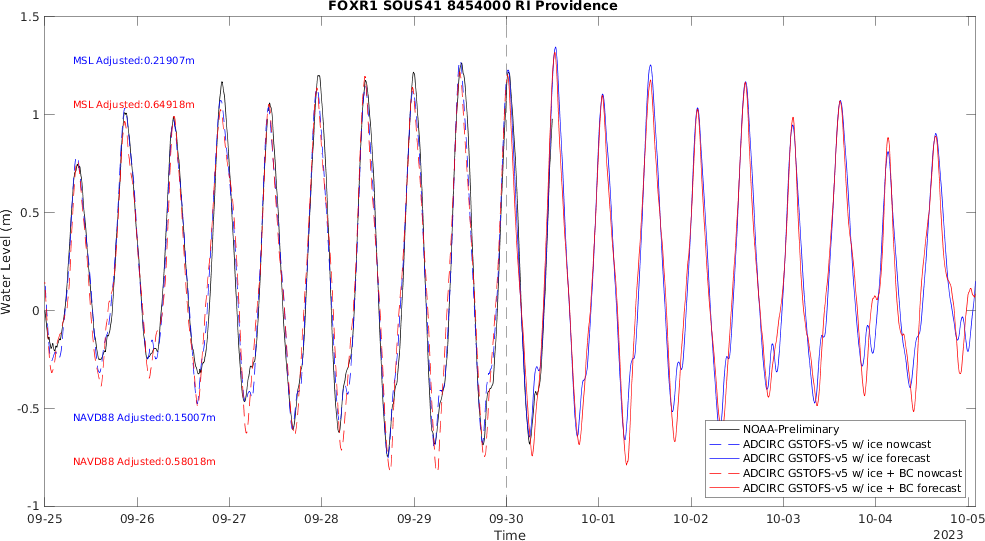 FOXR1 SOUS41 8454000 RI Providence
1.5
MSL Adjusted:0.21907m
MSL Adjusted:0.64918m
1
0.5
Water Level (m)
0
-0.5
NAVD88 Adjusted:0.15007m
NAVD88 Adjusted:0.58018m
-1
NOAA-Preliminary
ADCIRC GSTOFS-v5 w/ ice nowcast
ADCIRC GSTOFS-v5 w/ ice forecast
ADCIRC GSTOFS-v5 w/ ice + BC nowcast
ADCIRC GSTOFS-v5 w/ ice + BC forecast
09-25 09-26 09-27 09-28 09-29 09-30 10-01 10-02 10-03 10-04 10-05
Time
2023